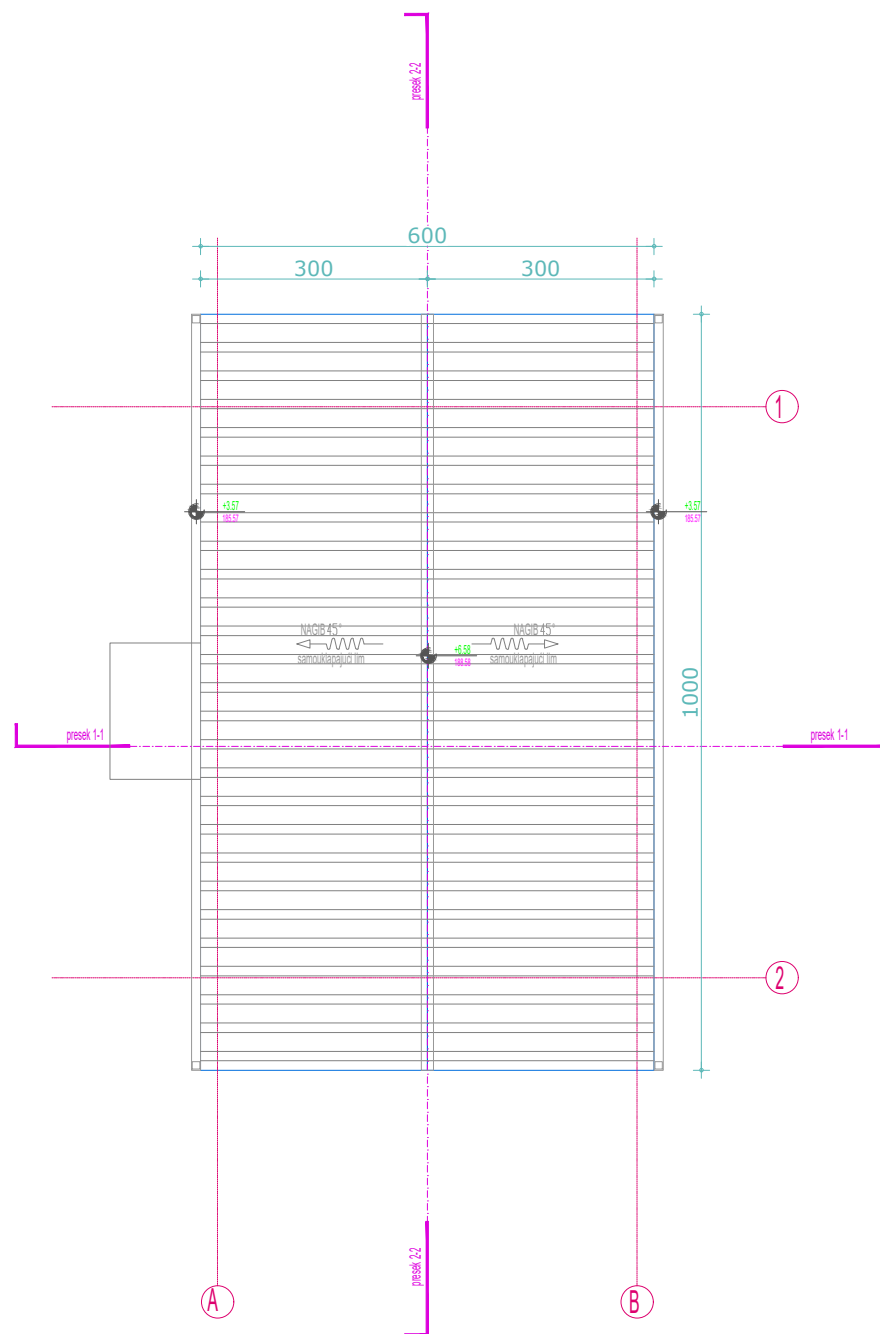 presek 2-2
600
300
300
1
+3.57
185.57
+3.57
185.57
NAGIB 45°
samouklapajući lim
NAGIB 45°
samouklapajući lim
+6.58
188.58
1000
presek 1-1
presek 1-1
2
presek 2-2
A
B